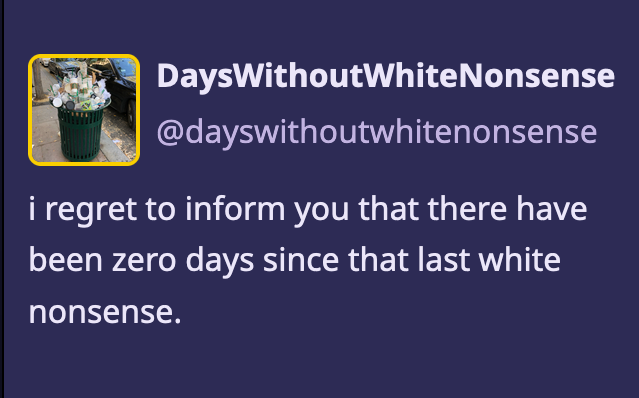 DaysWithoutWhiteNonsense
@dayswithoutwhitenonsense
i regret to inform you that there have
been zero days since that last white
nonsense.